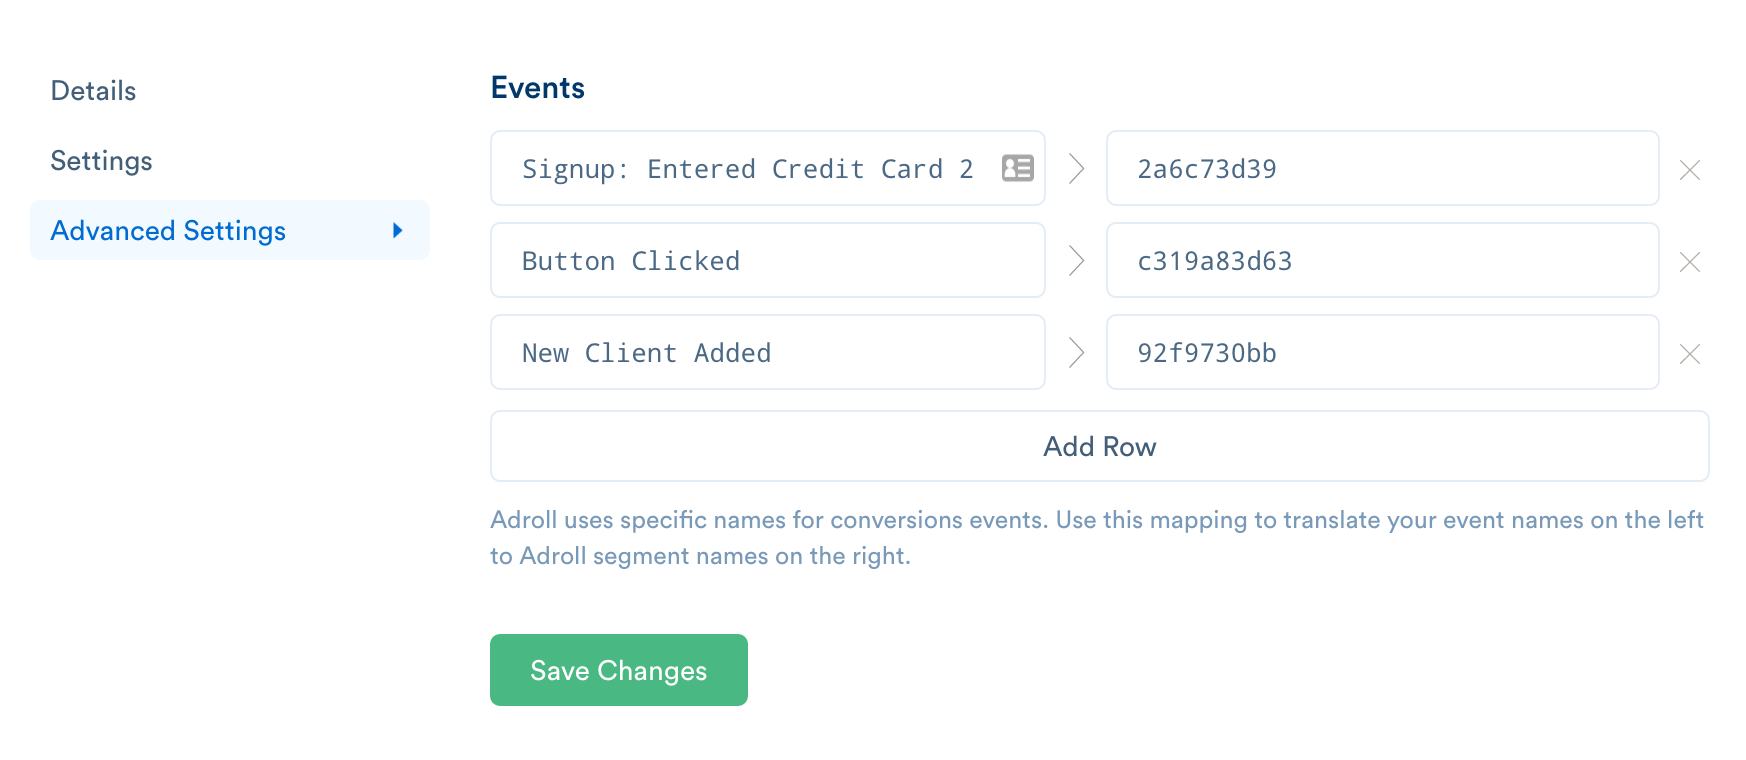 Details
Settings
Advanced Settings
Events
Signup: Entered Credit Card 2
2a6c73d39
Button Clicked
c319a83d63
New Client Added
92f9730bb
Add Row
Adroll uses specific names for conversions events. Use this mapping to translate your event names on the left
to Adroll segment names on the right.
Save Changes